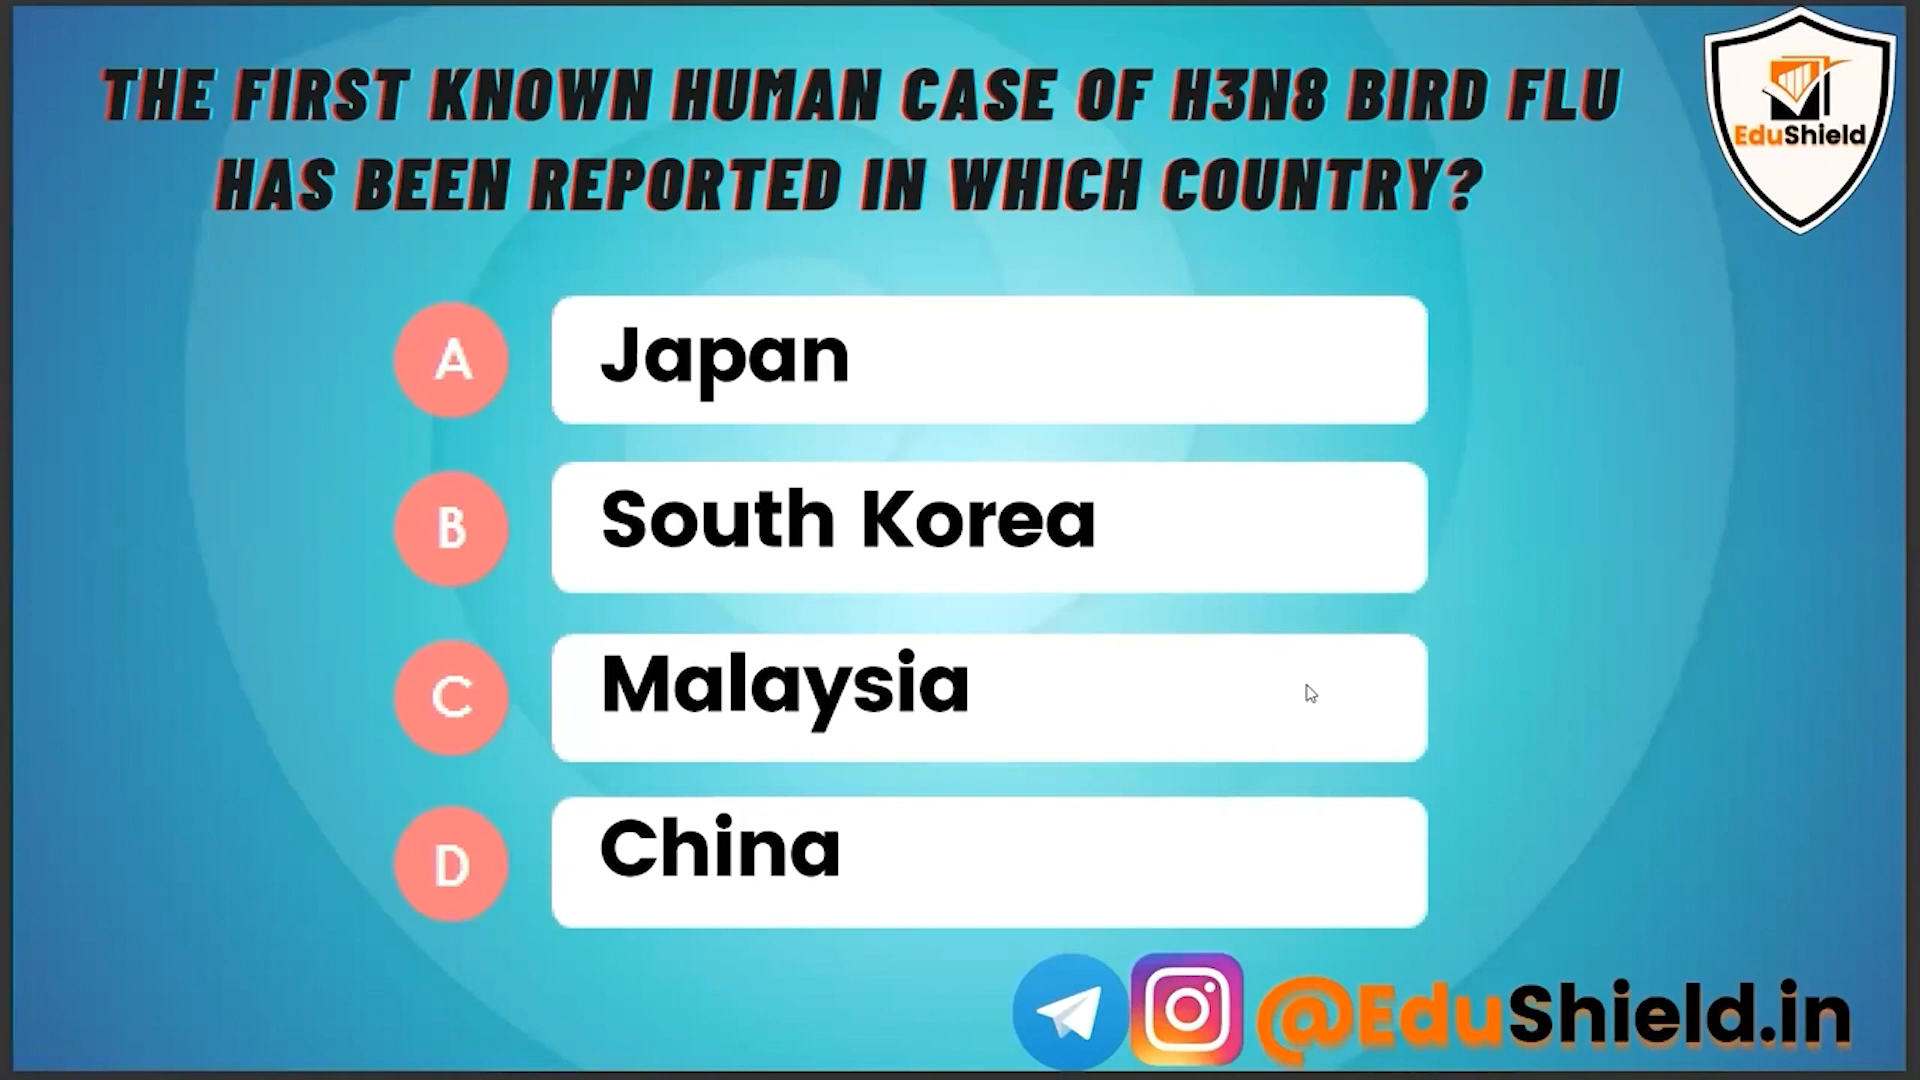 THE FIRST KNOWN HUMAN CASE OF H3N8 BIRD FLU
HAS BEEN REPORTED IN WHICH COUNTRY?
EduShield
A Japan
B South Korea
C Malaysia
D China
@EduShield.in